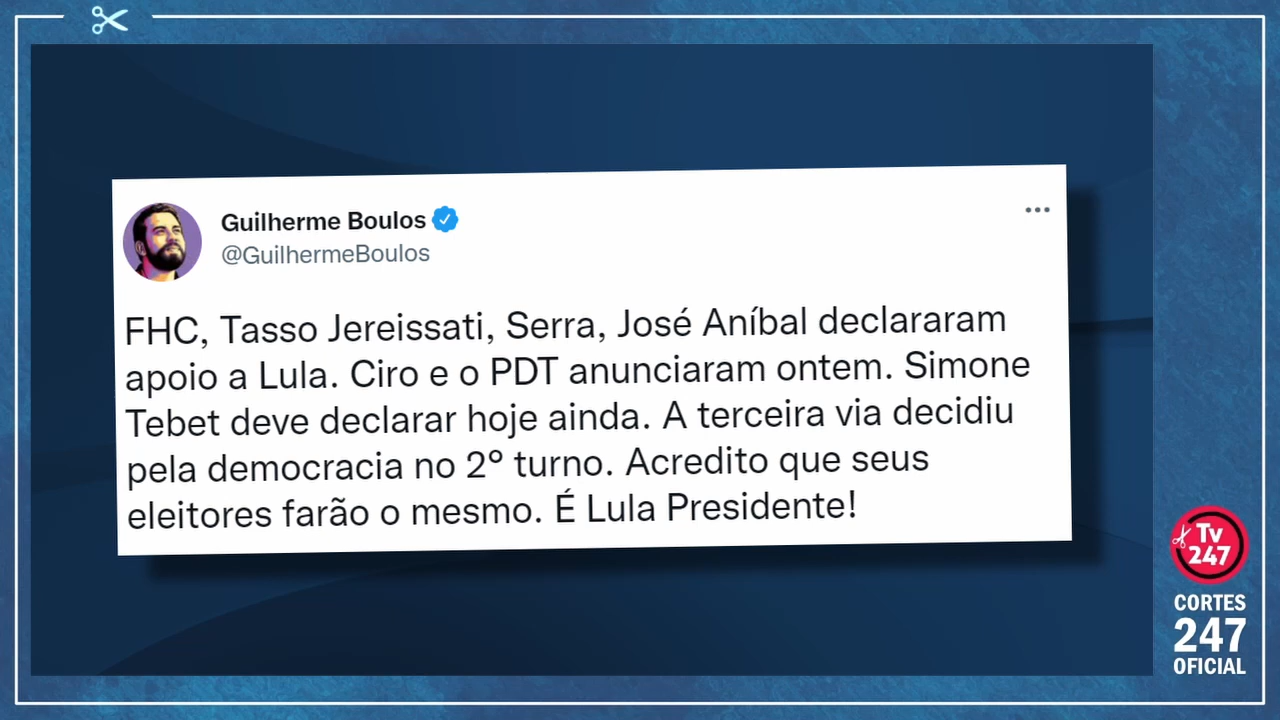 Guilherme Boulos
@GuilhermeBoulos
FHC, Tasso Jereissati, Serra, José Aníbal declararam
apoio a Lula. Ciro e o PDT anunciaram ontem. Simone
Tebet deve declarar hoje ainda. A terceira via decidiu
pela democracia no 2º turno. Acredito que seus
eleitores farão o mesmo. É Lula Presidente!
Tv
247
CORTES
247
OFICIAL